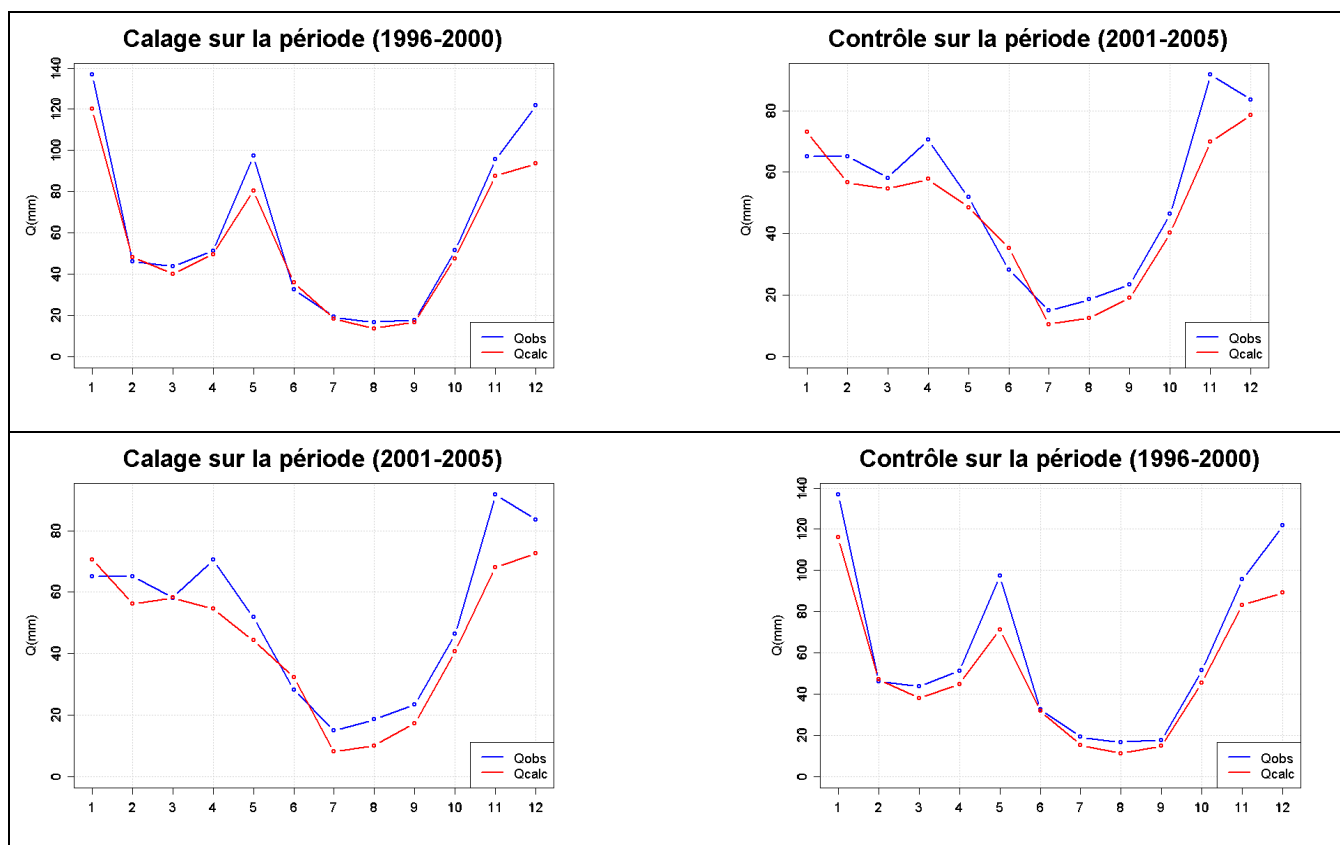 Calage sur la période (1996-2000)
Q(mm)
0 20 40 60 80 100 120 140
1 2 3 4 5 6 7 8 9 10 11 12
Qobs
Qcalc
Contrôle sur la période (2001-2005)
Q(mm)
0 20 40 60 80
1 2 3 4 5 6 7 8 9 10 11 12
Qobs
Qcalc
Calage sur la période (2001-2005)
Q(mm)
0 20 40 60 80
1 2 3 4 5 6 7 8 9 10 11 12
Qobs
Qcalc
Contrôle sur la période (1996-2000)
Q(mm)
0 20 40 60 80 100 120 140
1 2 3 4 5 6 7 8 9 10 11 12
Qobs
Qcalc